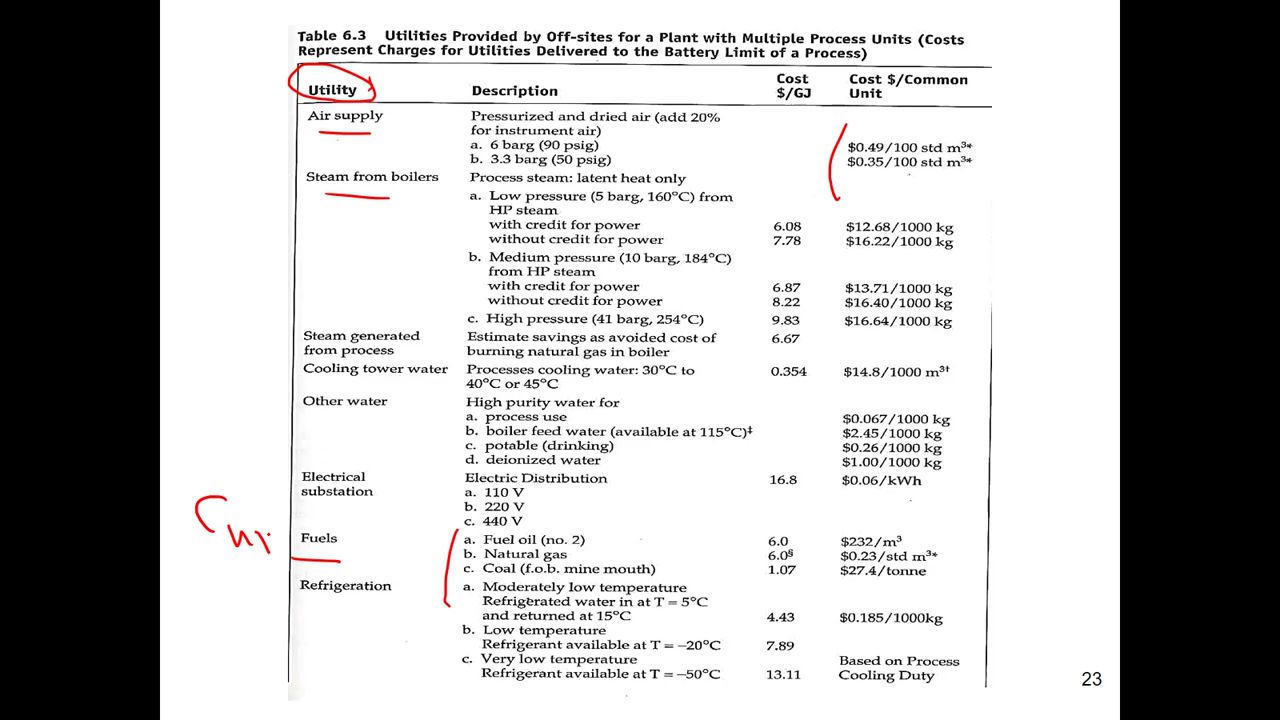 Table 6.3 Utilities Provided by Off-sites for a Plant with Multiple Process Units (Costs
Represent Charges for Utilities Delivered to the Battery Limit of a Process)
Utility Description Cost $/GJ Cost $/Common Unit
Air supply Pressurized and dried air (add 20%
for instrument air)
a. 6 barg (90 psig) $0.49/100 std m³*
b. 3.3 barg (50 psig) $0.35/100 std m³*
Steam from boilers Process steam: latent heat only
a. Low pressure (5 barg, 160°C) from
HP steam
with credit for power 6.08 $12.68/1000 kg
without credit for power 7.78 $16.22/1000 kg
b. Medium pressure (10 barg, 184°C)
from HP steam
with credit for power 6.87 $13.71/1000 kg
without credit for power 8.22 $16.40/1000 kg
c. High pressure (41 barg, 254°C) 9.83 $16.64/1000 kg
Steam generated Estimate savings as avoided cost of 6.67
from process burning natural gas in boiler
Cooling tower water Processes cooling water: 30°C to 0.354 $14.8/1000 m³†
40°C or 45°C
Other water High purity water for
a. process use $0.067/1000 kg
b. boiler feed water (available at 115°C)‡ $2.45/1000 kg
c. potable (drinking) $0.26/1000 kg
d. deionized water $1.00/1000 kg
Electrical Electric Distribution 16.8 $0.06/kWh
substation a. 110 V
b. 220 V
c. 440 V
Fuels a. Fuel oil (no. 2) 6.0 $232/m³
b. Natural gas 6.0§ $0.23/std m³*
c. Coal (f.o.b. mine mouth) 1.07 $27.4/tonne
Refrigeration a. Moderately low temperature
Refrigerated water in at T = 5°C
and returned at 15°C 4.43 $0.185/1000kg
b. Low temperature
Refrigerant available at T = –20°C 7.89
c. Very low temperature Based on Process
Refrigerant available at T = –50°C 13.11 Cooling Duty
23